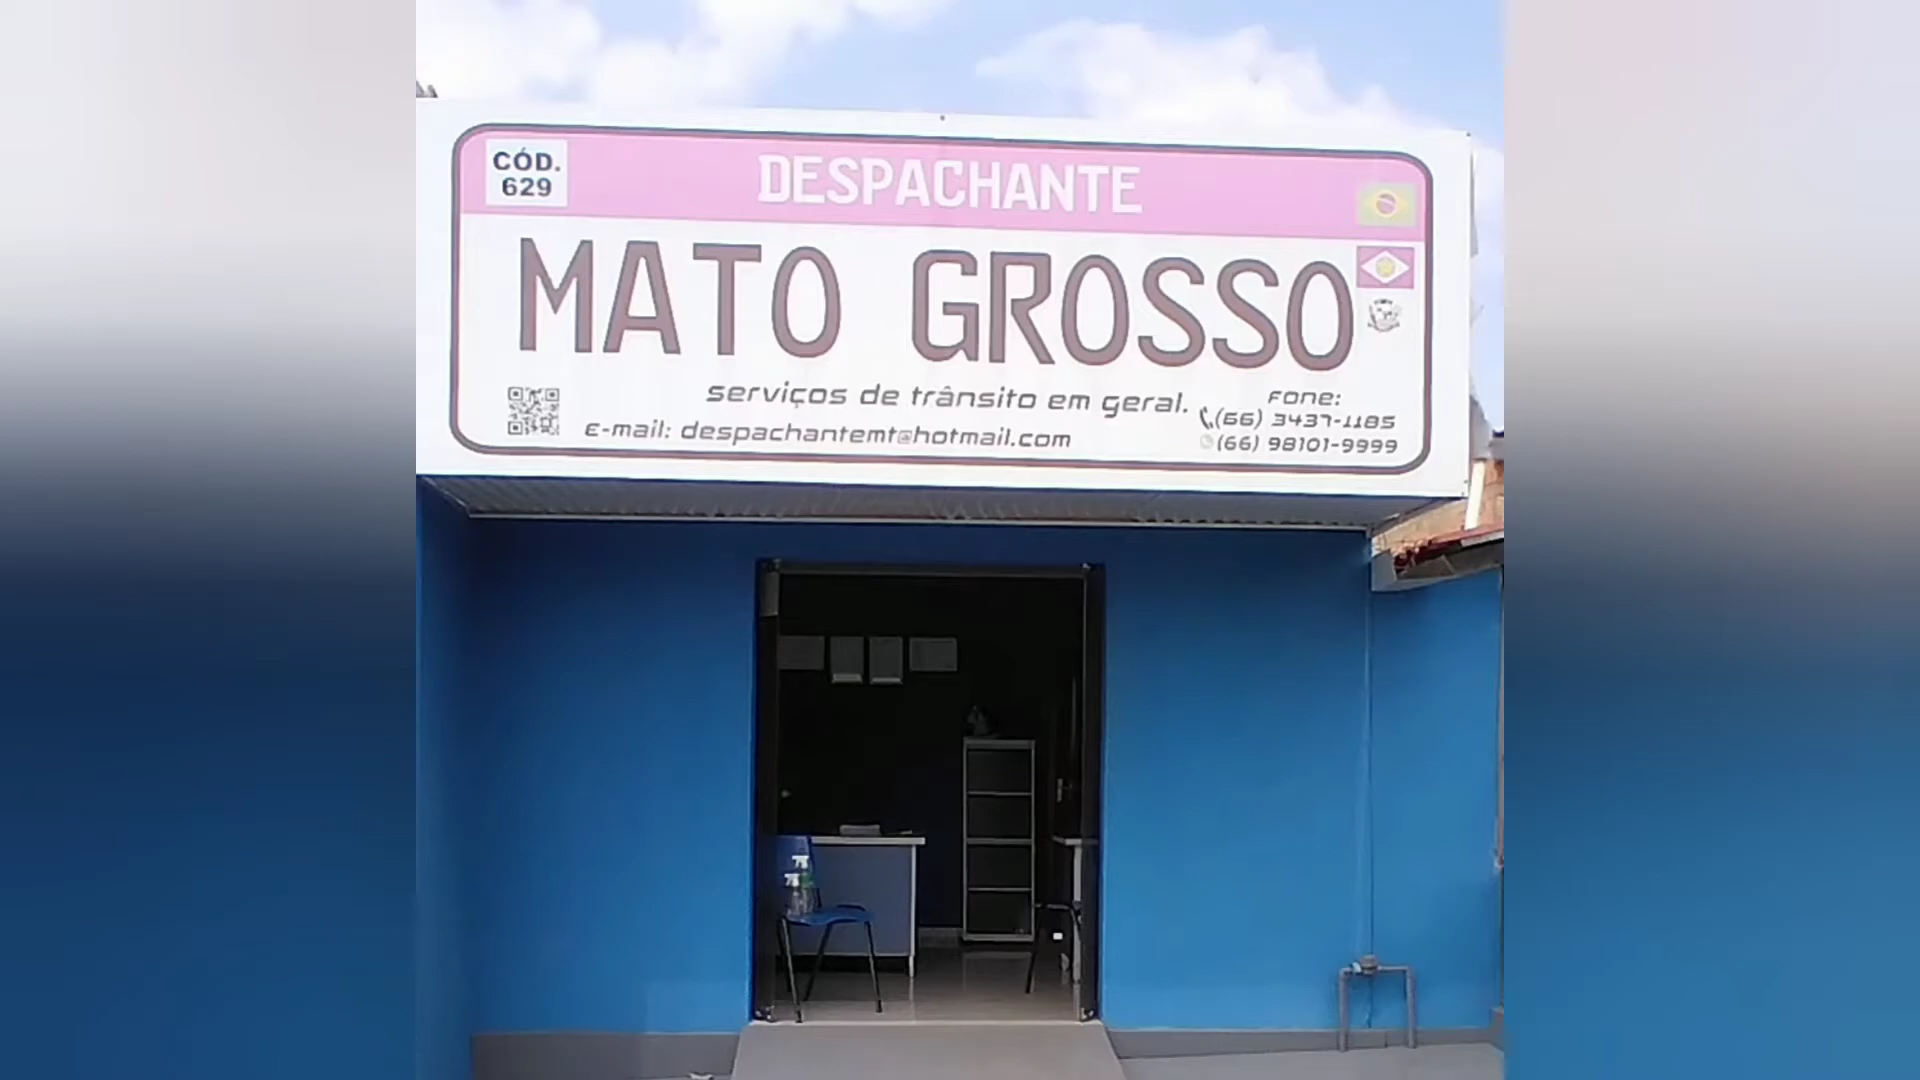 CÓD.
629
DESPACHANTE
MATO GROSSO
serviços de trânsito em geral.
E-mail: despachantemt@hotmail.com
Fone:
(66) 3437-1185
(66) 98101-9999